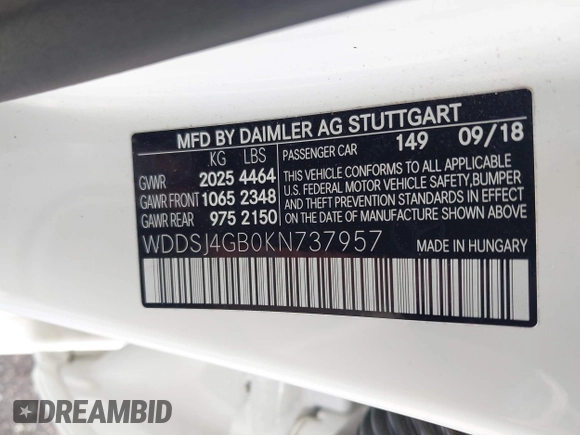 MFD BY DAIMLER AG STUTTGART
KG LBS PASSENGER CAR 149 09/18
GVWR 2025 4464 THIS VEHICLE CONFORMS TO ALL APPLICABLE
GAWR FRONT 1065 2348 U.S. FEDERAL MOTOR VEHICLE SAFETY, BUMPER
GAWR REAR 975 2150 AND THEFT PREVENTION STANDARDS IN EFFECT
ON THE DATE OF MANUFACTURE SHOWN ABOVE.
WDDSJ4GB0KN737957 MADE IN HUNGARY
DREAMBID